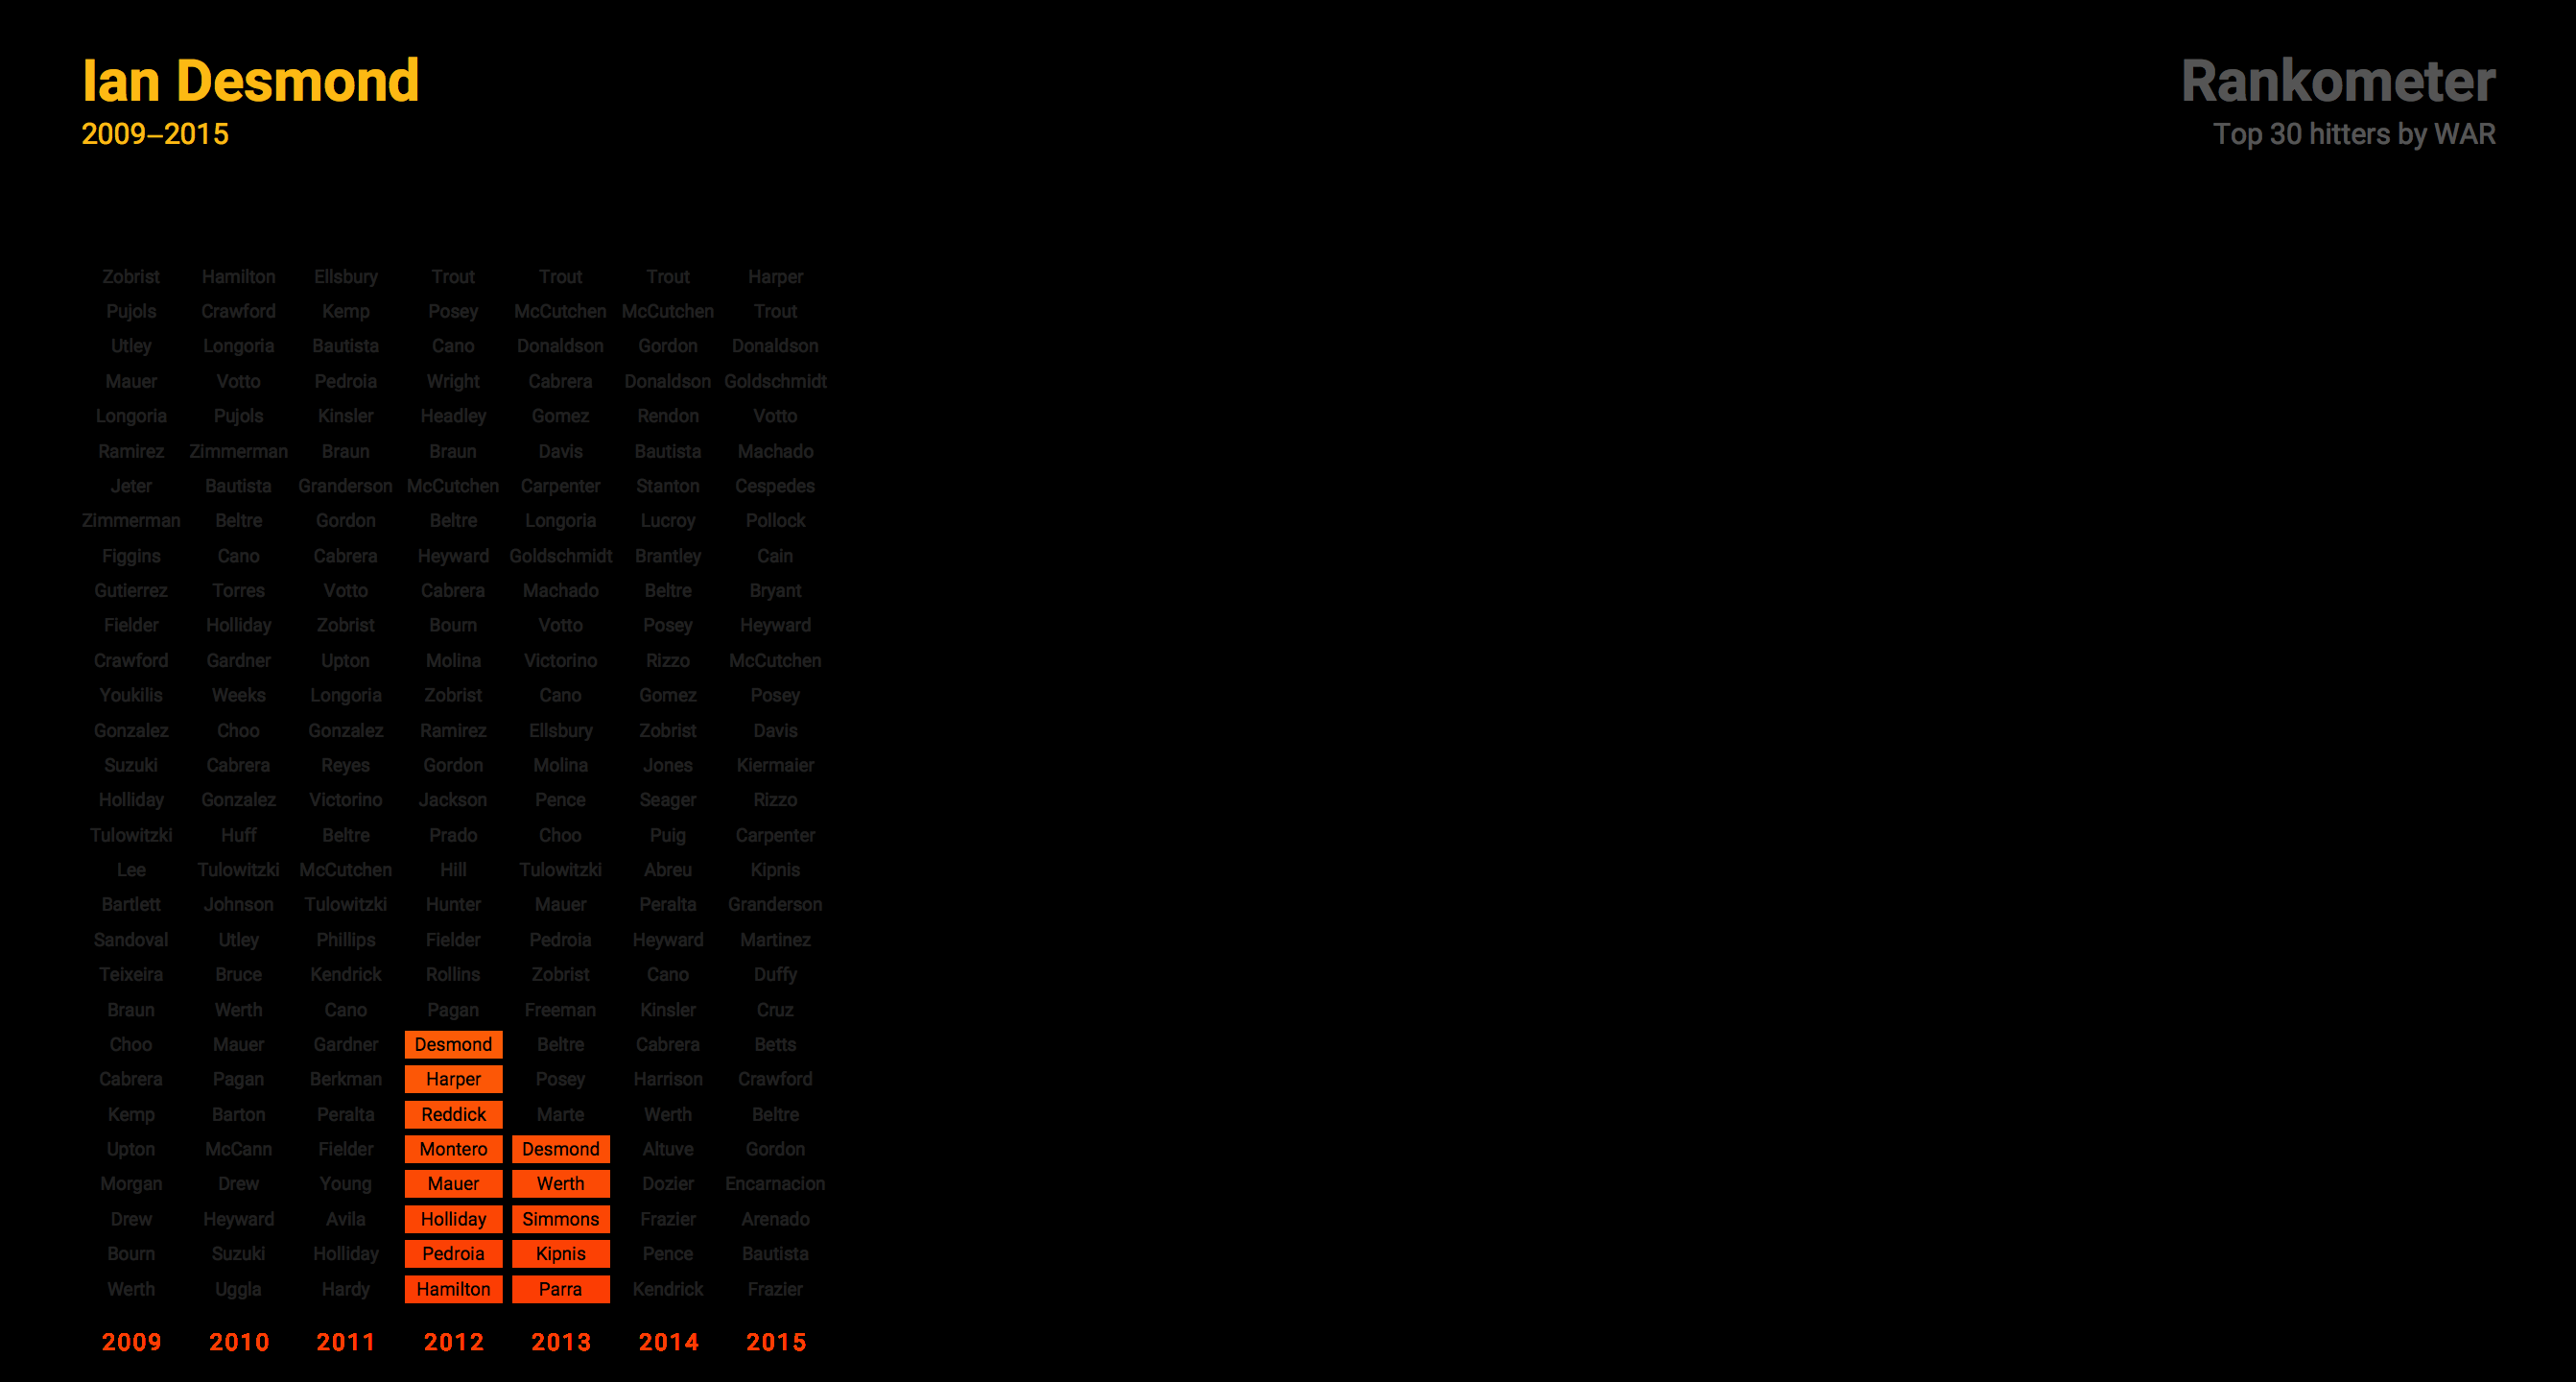 Ian Desmond
2009–2015
Rankometer
Top 30 hitters by WAR
Zobrist Hamilton Ellsbury Trout Trout Trout Harper
Pujols Crawford Kemp Posey McCutchen McCutchen Trout
Utley Longoria Bautista Cano Donaldson Gordon Donaldson
Mauer Votto Pedroia Wright Cabrera Donaldson Goldschmidt
Longoria Pujols Kinsler Headley Gomez Rendon Votto
Ramirez Zimmerman Braun Braun Davis Bautista Machado
Jeter Bautista Granderson McCutchen Carpenter Stanton Cespedes
Zimmerman Beltre Gordon Beltre Longoria Lucroy Pollock
Figgins Cano Cabrera Heyward Goldschmidt Brantley Cain
Gutierrez Torres Votto Cabrera Machado Beltre Bryant
Fielder Holliday Zobrist Bourn Votto Posey Heyward
Crawford Gardner Upton Molina Victorino Rizzo McCutchen
Youkilis Weeks Longoria Zobrist Cano Gomez Posey
Gonzalez Choo Gonzalez Ramirez Ellsbury Zobrist Davis
Suzuki Cabrera Reyes Gordon Molina Jones Kiermaier
Holliday Gonzalez Victorino Jackson Pence Seager Rizzo
Tulowitzki Huff Beltre Prado Choo Puig Carpenter
Lee Tulowitzki McCutchen Hill Tulowitzki Abreu Kipnis
Bartlett Johnson Tulowitzki Hunter Mauer Peralta Granderson
Sandoval Utley Phillips Fielder Pedroia Heyward Martinez
Teixeira Bruce Kendrick Rollins Zobrist Cano Duffy
Braun Werth Cano Pagan Freeman Kinsler Cruz
Choo Mauer Gardner Desmond Beltre Cabrera Betts
Cabrera Pagan Berkman Harper Posey Harrison Crawford
Kemp Barton Peralta Reddick Marte Werth Beltre
Upton McCann Fielder Montero Desmond Altuve Gordon
Morgan Drew Young Mauer Werth Dozier Encarnacion
Drew Heyward Avila Holliday Simmons Frazier Arenado
Bourn Suzuki Holliday Pedroia Kipnis Pence Bautista
Werth Uggla Hardy Hamilton Parra Kendrick Frazier
2009 2010 2011 2012 2013 2014 2015